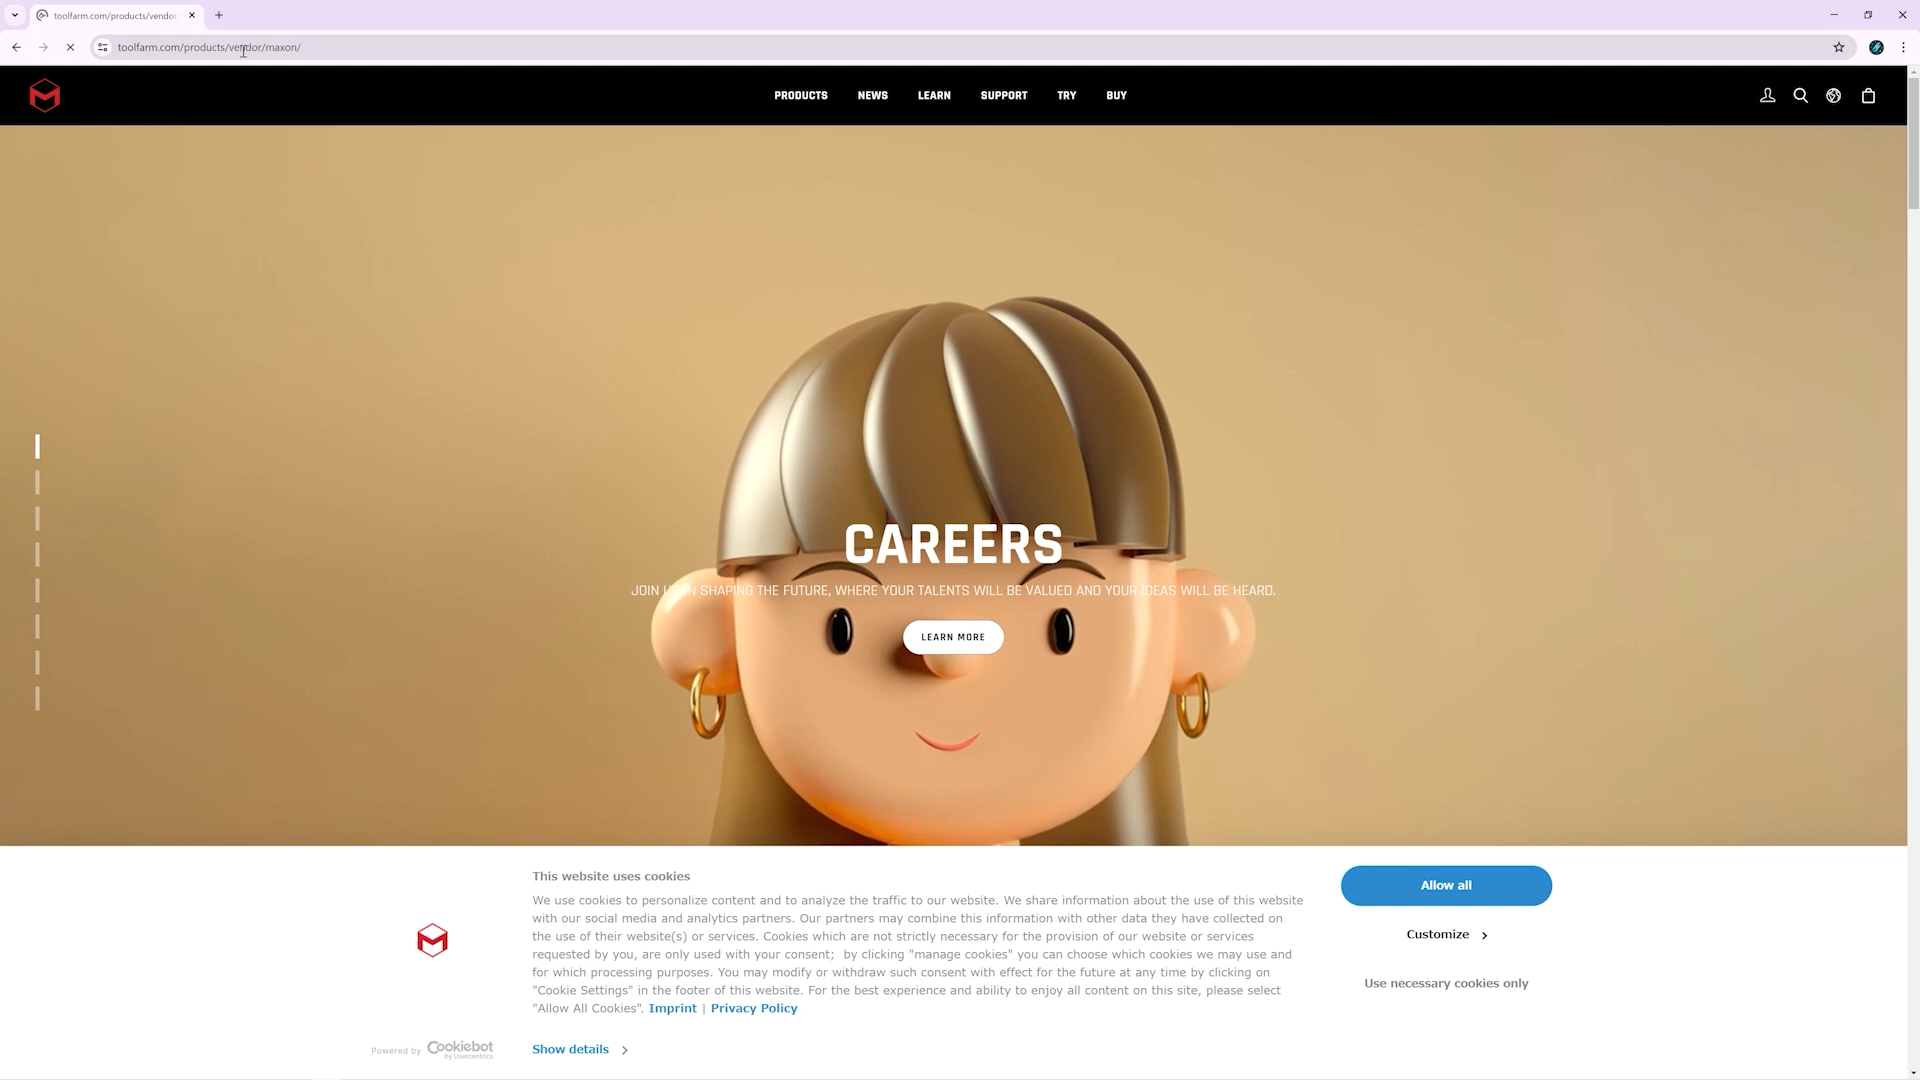 toolfarm.com/products/vendor
toolfarm.com/products/vendor/maxon/
PRODUCTS NEWS LEARN SUPPORT TRY BUY
CAREERS
JOIN US IN SHAPING THE FUTURE, WHERE YOUR TALENTS WILL BE VALUED AND YOUR IDEAS WILL BE HEARD.
LEARN MORE
This website uses cookies
We use cookies to personalize content and to analyze the traffic to our website. We share information about the use of this website
with our social media and analytics partners. Our partners may combine this information with other data they have collected on
the use of their website(s) or services. Cookies which are not strictly necessary for the provision of our website or services
requested by you, are only used with your consent; by clicking "manage cookies" you can choose which cookies we may use and
for which processing purposes. You may modify or withdraw such consent with effect for the future at any time by clicking on
"Cookie Settings" in the footer of this website. For the best experience and ability to enjoy all content on this site, please select
"Allow All Cookies". Imprint | Privacy Policy
Show details
Allow all
Customize
Use necessary cookies only
Powered by Cookiebot
by Usercentrics